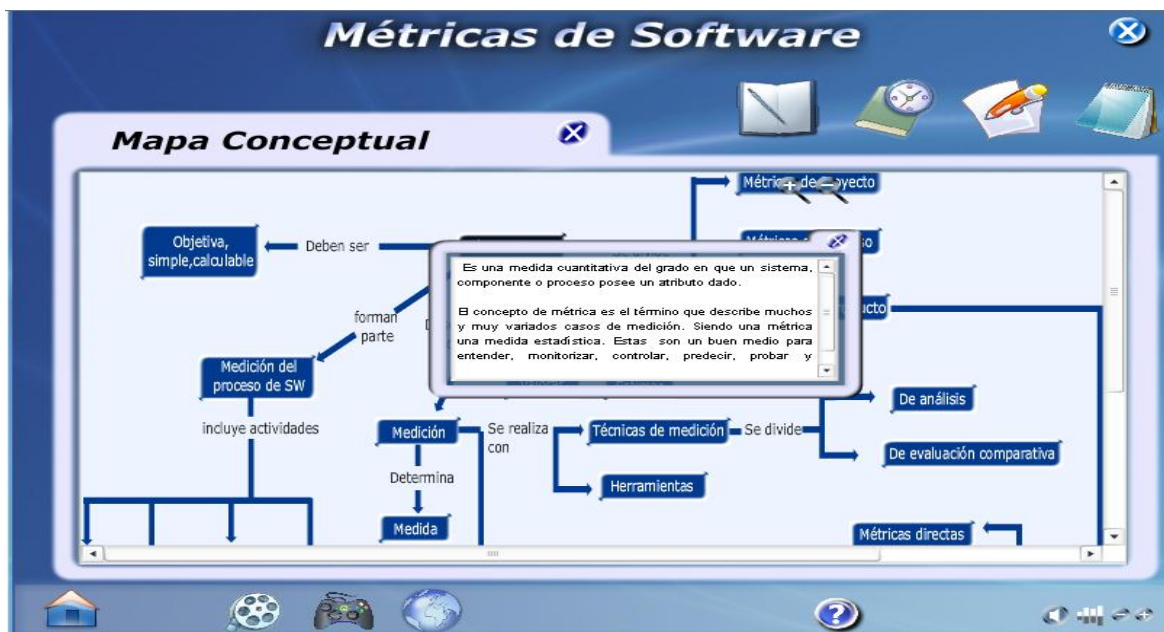 Métricas de Software
Mapa Conceptual
Objetiva,
simple,calculable
Deben ser
forman
parte
Medición del
proceso de SW
incluye actividades
Es una medida cuantitativa del grado en que un sistema,
componente o proceso posee un atributo dado.
El concepto de métrica es el término que describe muchos
y muy variados casos de medición. Siendo una métrica
una medida estadística. Estas son un buen medio para
entender, monitorizar, controlar, predecir, probar y
Medición
Determina
Medida
Se realiza
con
Técnicas de medición
Herramientas
Se divide
De análisis
De evaluación comparativa
Métricas directas